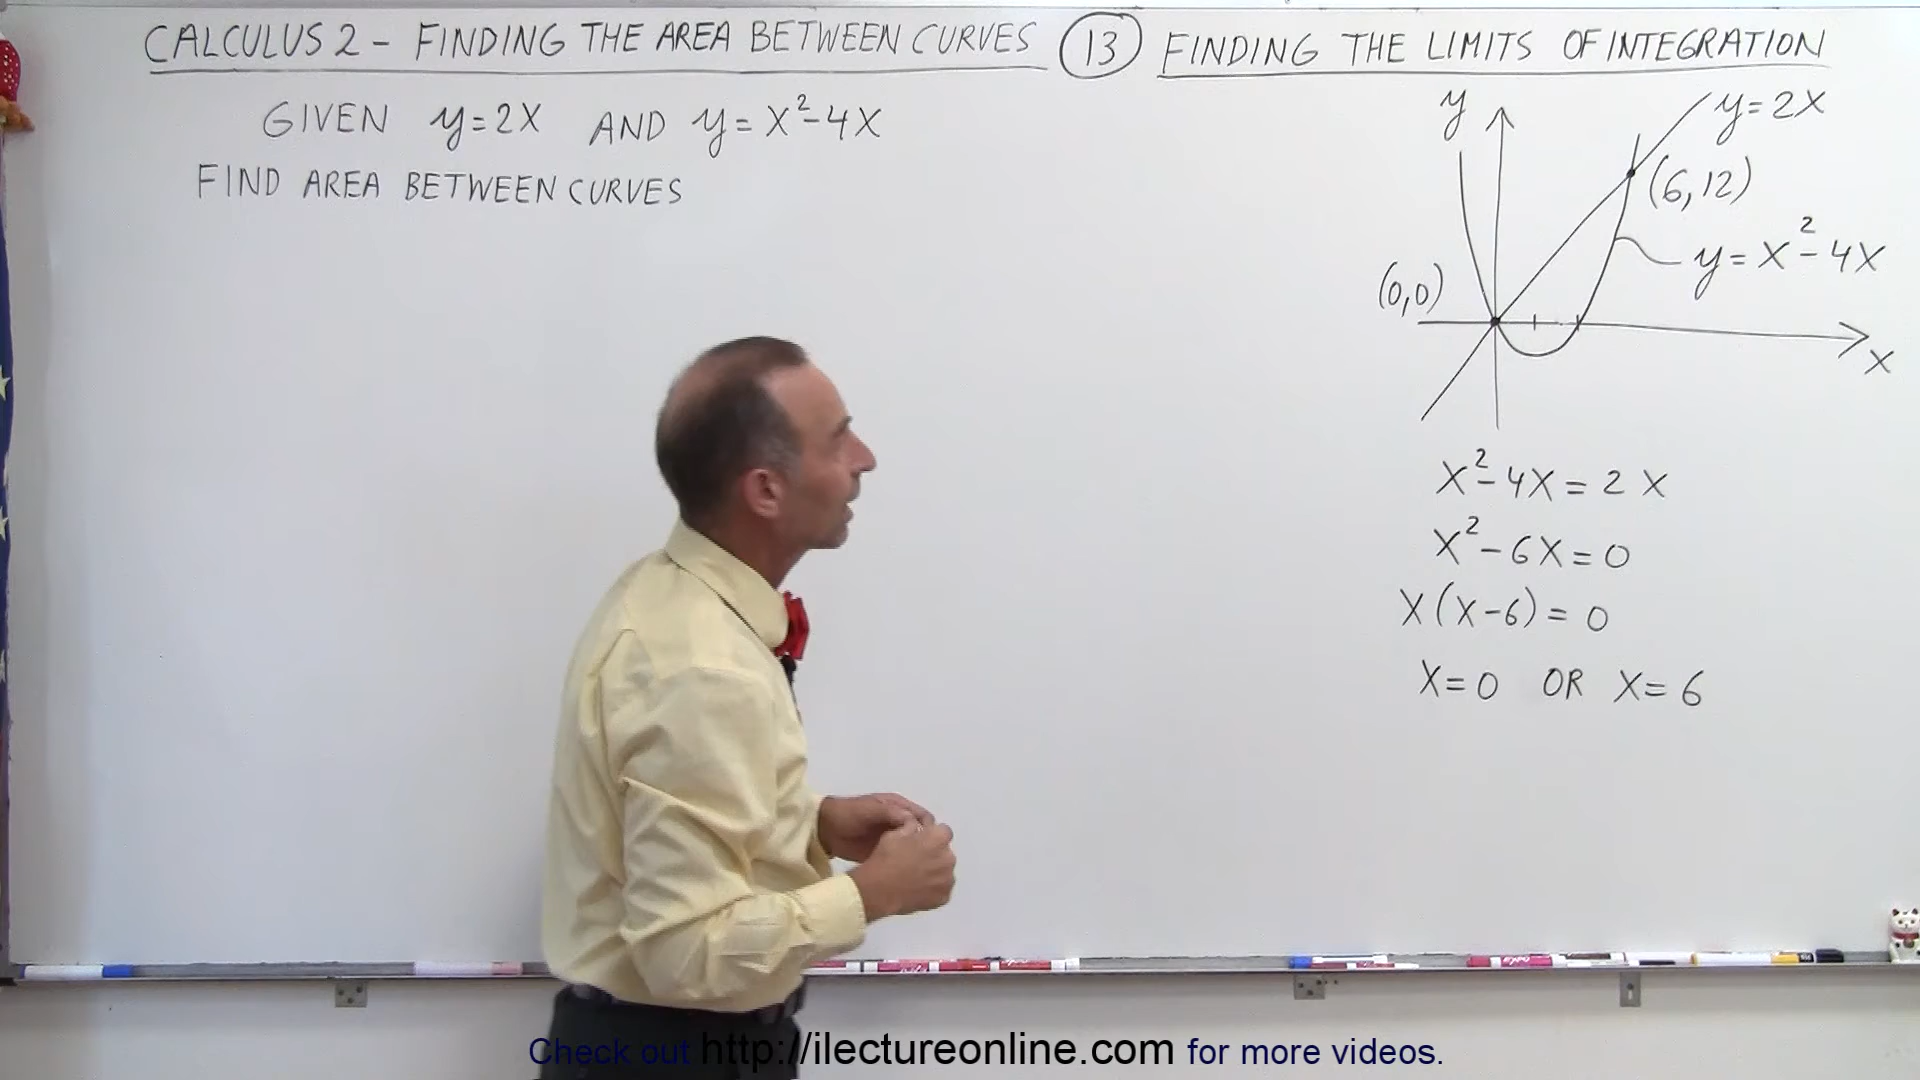 CALCULUS 2 - FINDING THE AREA BETWEEN CURVES 13 FINDING THE LIMITS OF INTEGRATION
GIVEN y=2X AND y=X²-4X
FIND AREA BETWEEN CURVES
y
y=2X
(6,12)
y=X²-4X
(0,0)
X
X²-4X=2X
X²-6X=0
X(X-6)=0
X=0 OR X=6
Check out http://ilectureonline.com for more videos.